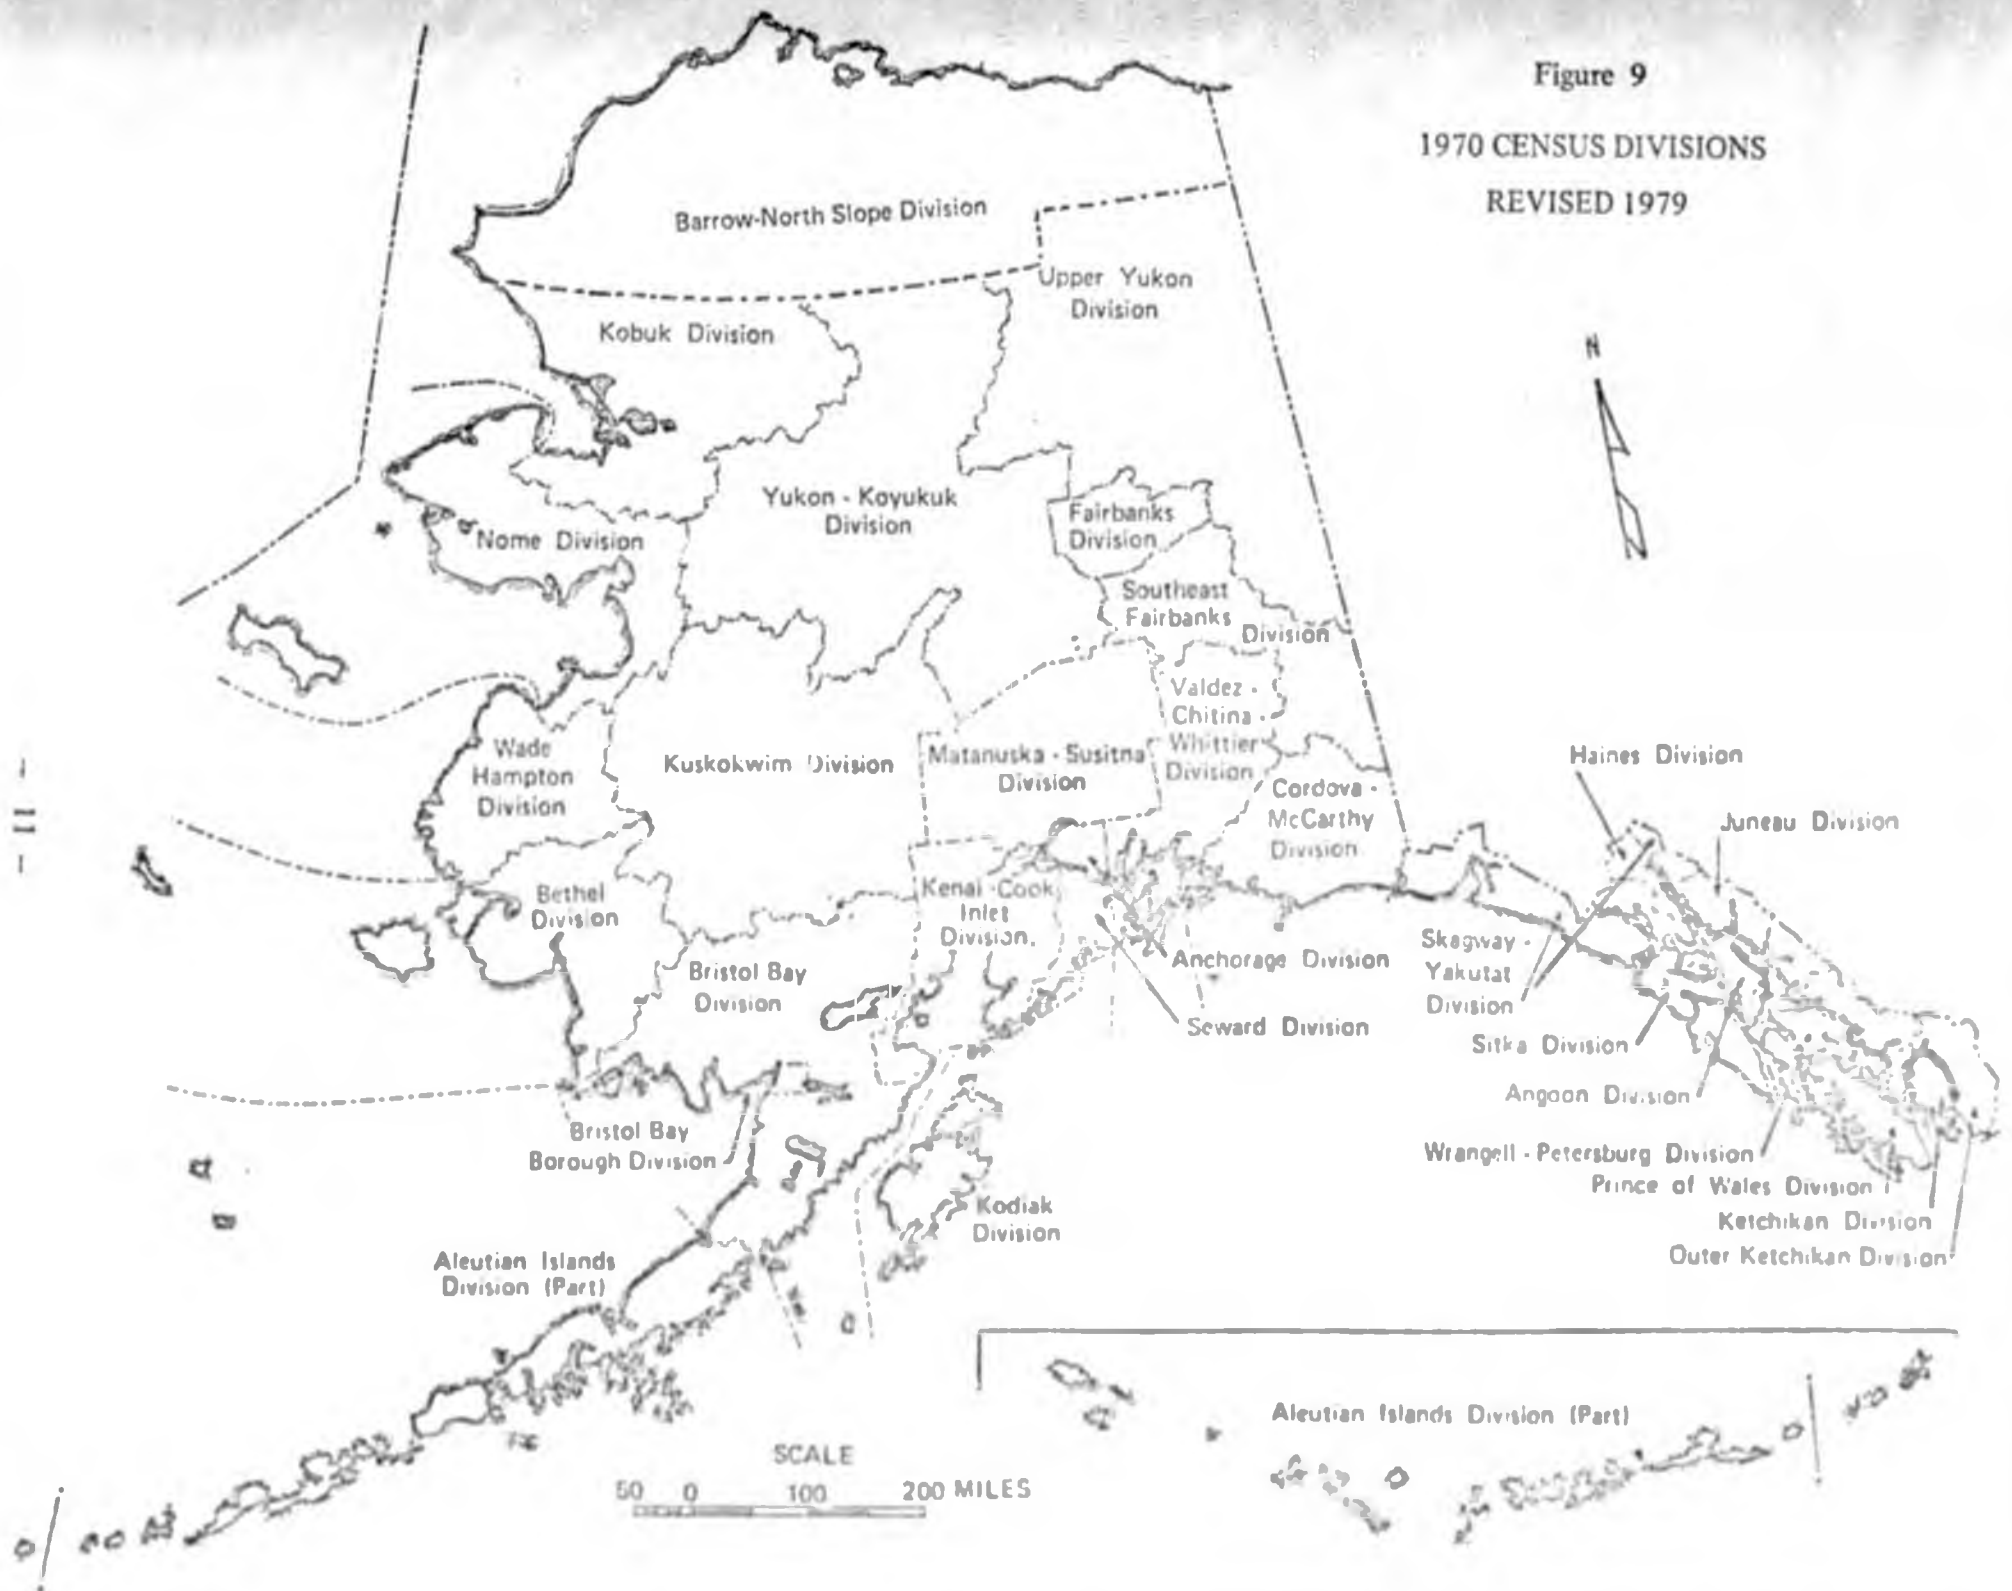 Figure 9
1970 CENSUS DIVISIONS
REVISED 1979
Barrow-North Slope Division
Upper Yukon
Division
Kobuk Division
N
Yukon - Koyukuk
Division
Fairbanks
Division
Nome Division
Southeast
Fairbanks
Division
Valdez -
Chitina -
Whittier
Division
Wade
Hampton
Division
Kuskokwim Division
Matanuska - Susitna
Division
Cordova -
McCarthy
Division
Haines Division
Juneau Division
- 11 -
Bethel
Division
Kenai - Cook
Inlet
Division
Bristol Bay
Division
Anchorage Division
Skagway -
Yakutat
Division
Seward Division
Sitka Division
Angoon Division
Bristol Bay
Borough Division
Wrangell - Petersburg Division
Prince of Wales Division
Ketchikan Division
Outer Ketchikan Division
Kodiak
Division
Aleutian Islands
Division (Part)
Aleutian Islands Division (Part)
SCALE
50 0 100 200 MILES